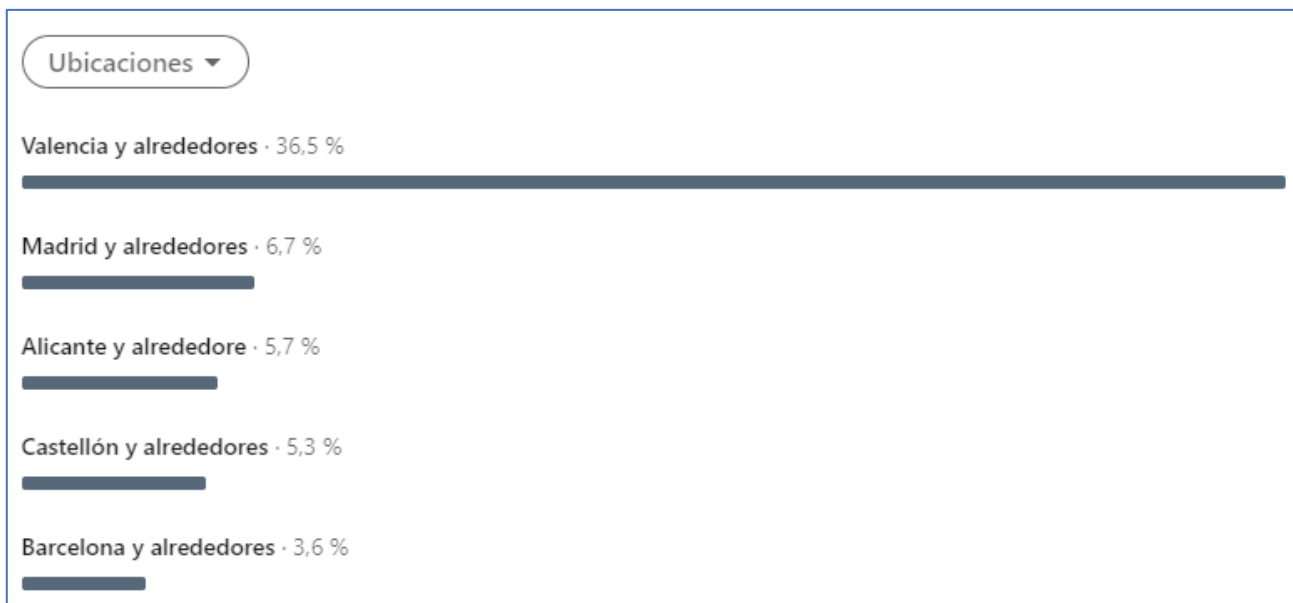 Ubicaciones
Valencia y alrededores · 36,5 %
Madrid y alrededores · 6,7 %
Alicante y alrededore · 5,7 %
Castellón y alrededores · 5,3 %
Barcelona y alrededores · 3,6 %